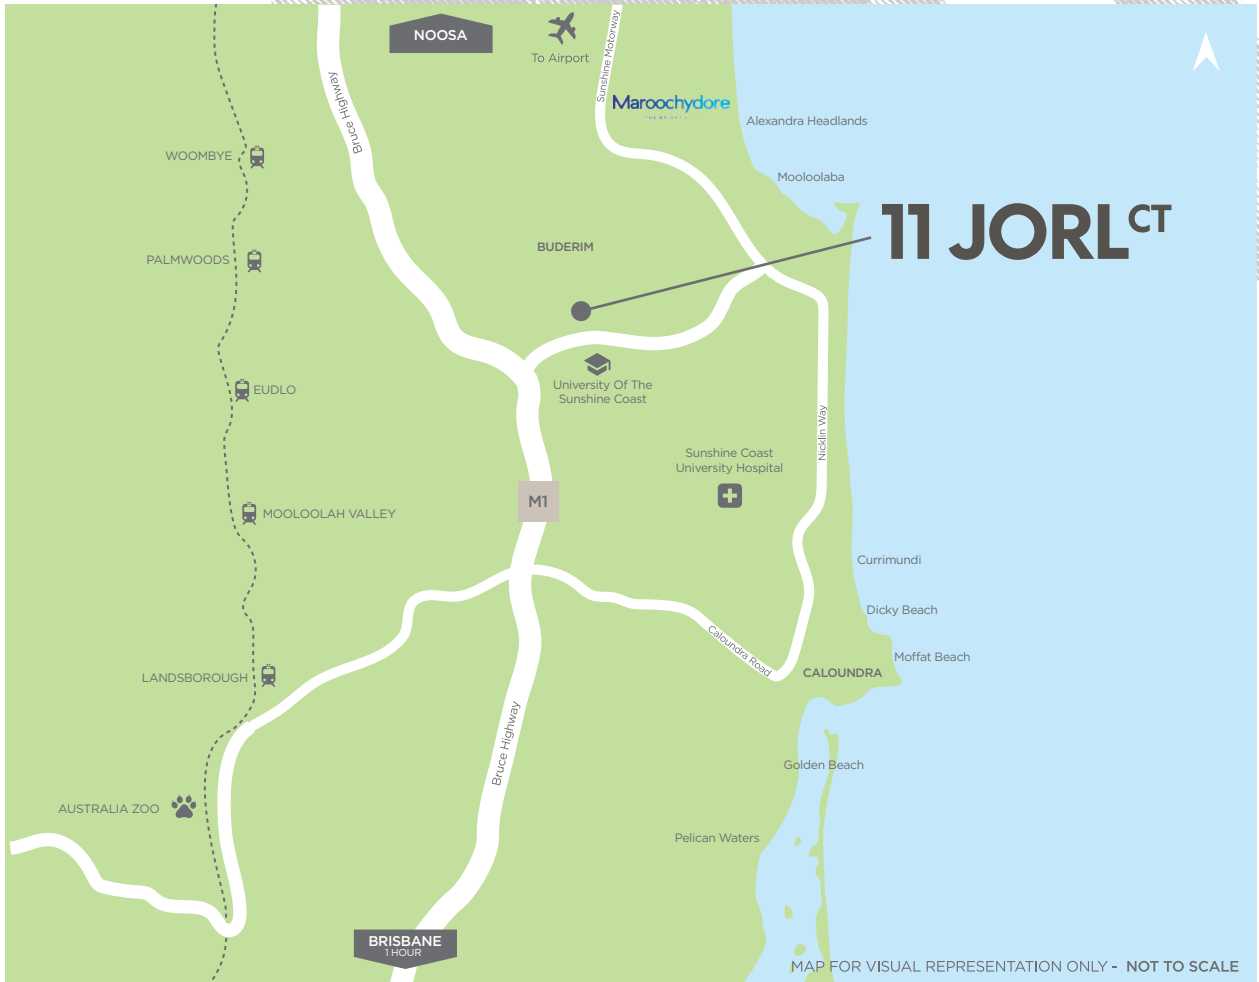 NOOSA
To Airport
Sunshine Motorway
Bruce Highway
Maroochydore
Alexandra Headlands
WOOMBYE
Mooloolaba
11 JORL CT
BUDERIM
PALMWOODS
University Of The
Sunshine Coast
EUDLO
Nicklin Way
Sunshine Coast
University Hospital
M1
MOOLOOLAH VALLEY
Currimundi
Dicky Beach
Caloundra Road
Moffat Beach
CALOUNDRA
LANDSBOROUGH
Bruce Highway
Golden Beach
AUSTRALIA ZOO
Pelican Waters
BRISBANE
1 HOUR
MAP FOR VISUAL REPRESENTATION ONLY - NOT TO SCALE